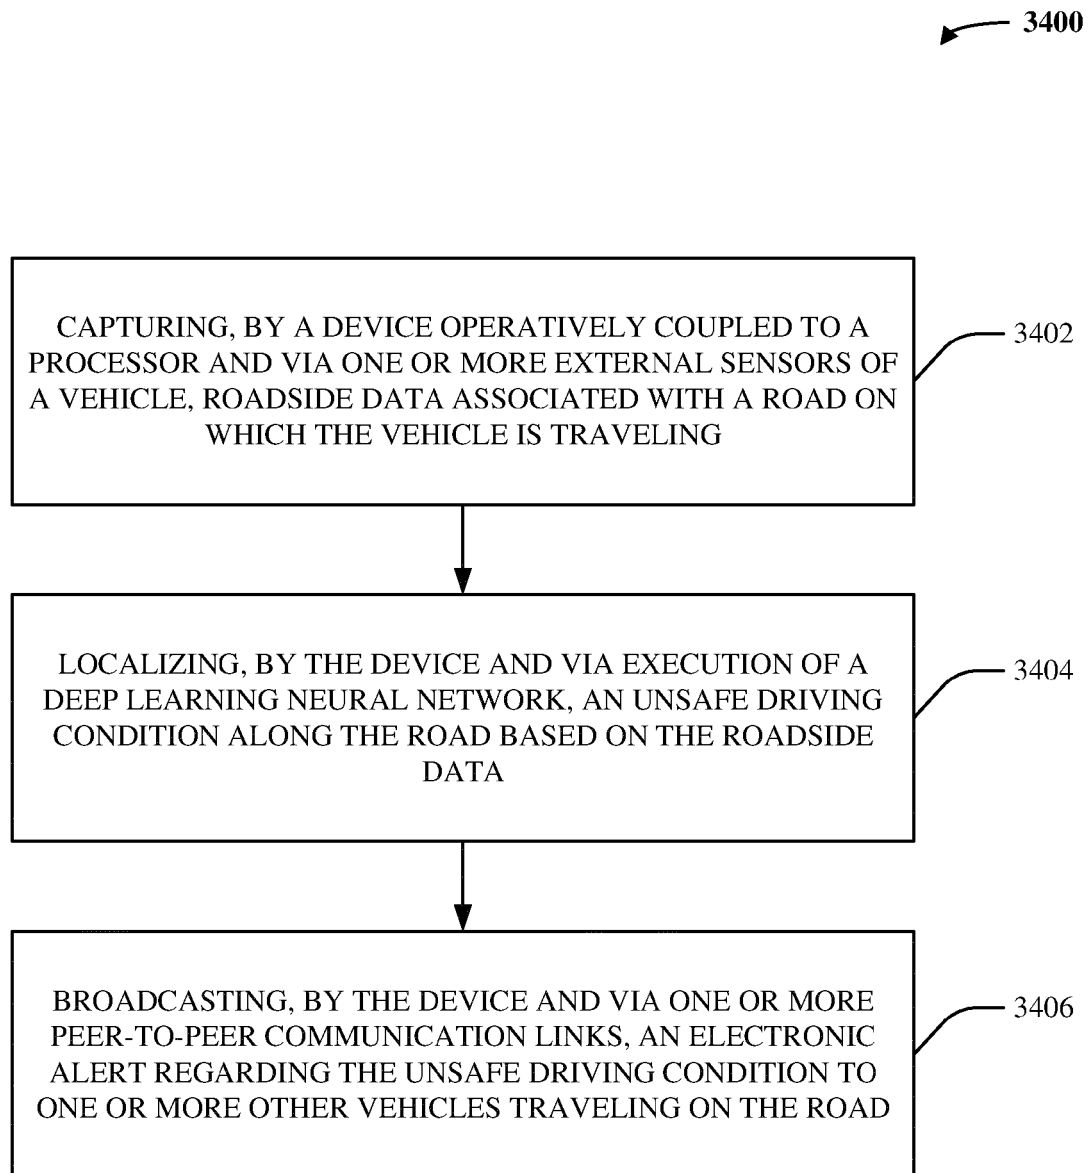 3400
CAPTURING, BY A DEVICE OPERATIVELY COUPLED TO A
PROCESSOR AND VIA ONE OR MORE EXTERNAL SENSORS OF
A VEHICLE, ROADSIDE DATA ASSOCIATED WITH A ROAD ON
WHICH THE VEHICLE IS TRAVELING
3402
LOCALIZING, BY THE DEVICE AND VIA EXECUTION OF A
DEEP LEARNING NEURAL NETWORK, AN UNSAFE DRIVING
CONDITION ALONG THE ROAD BASED ON THE ROADSIDE
DATA
3404
BROADCASTING, BY THE DEVICE AND VIA ONE OR MORE
PEER-TO-PEER COMMUNICATION LINKS, AN ELECTRONIC
ALERT REGARDING THE UNSAFE DRIVING CONDITION TO
ONE OR MORE OTHER VEHICLES TRAVELING ON THE ROAD
3406